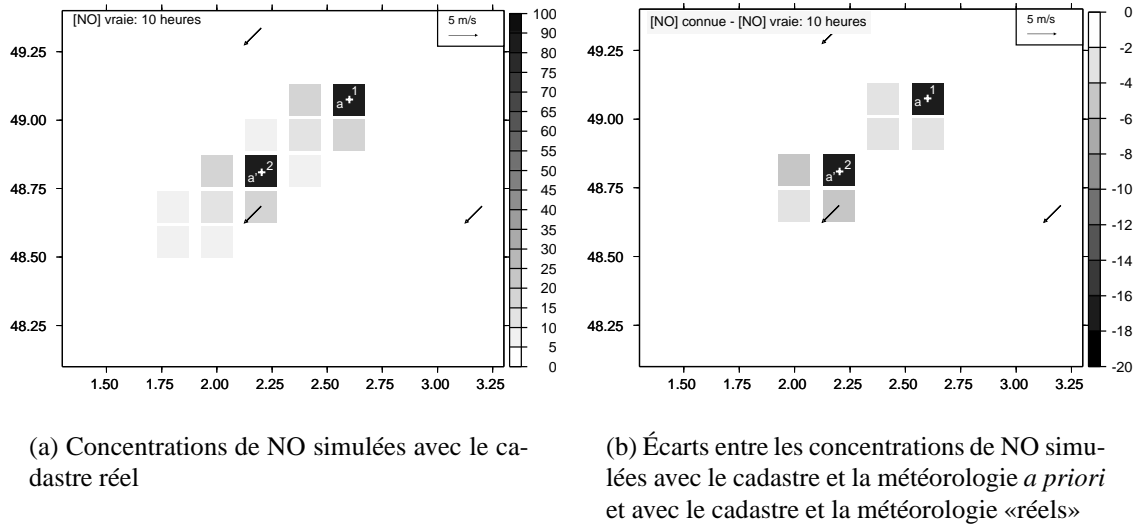 [NO] vraie: 10 heures
5 m/s
49.25
49.00
48.75
48.50
48.25
1.50 1.75 2.00 2.25 2.50 2.75 3.00 3.25
a 1
a' 2
100
90
80
75
70
65
60
55
50
45
40
35
30
25
20
15
10
5
0
[NO] connue - [NO] vraie: 10 heures
5 m/s
49.25
49.00
48.75
48.50
48.25
1.50 1.75 2.00 2.25 2.50 2.75 3.00 3.25
a 1
a' 2
0
-2
-4
-6
-8
-10
-12
-14
-16
-18
-20
(a) Concentrations de NO simulées avec le ca-
dastre réel
(b) Écarts entre les concentrations de NO simu-
lées avec le cadastre et la météorologie a priori
et avec le cadastre et la météorologie «réels»